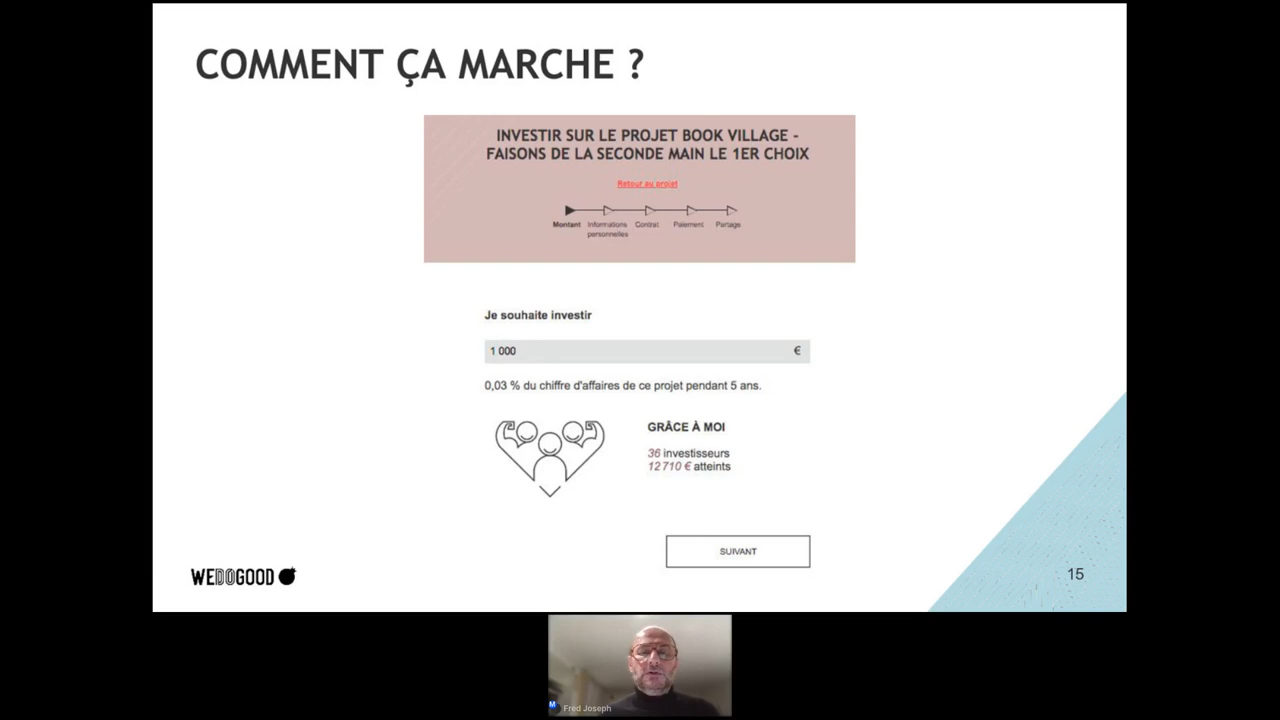 COMMENT ÇA MARCHE ?
INVESTIR SUR LE PROJET BOOK VILLAGE -
FAISONS DE LA SECONDE MAIN LE 1ER CHOIX
Retour au projet
Montant
Informations
personnelles
Contrat
Paiement
Partage
Je souhaite investir
1 000 €
0,03 % du chiffre d'affaires de ce projet pendant 5 ans.
GRÂCE À MOI
36 investisseurs
12 710 € atteints
SUIVANT
WEDOGOOD
15
M
Fred Joseph